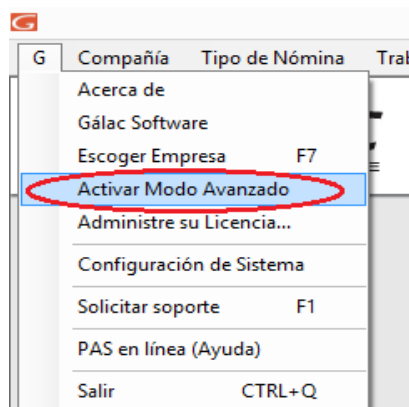 G
G Compañía Tipo de Nómina Trab
Acerca de
Gálac Software
Escoger Empresa F7
Activar Modo Avanzado
Administre su Licencia...
Configuración de Sistema
Solicitar soporte F1
PAS en línea (Ayuda)
Salir CTRL+Q